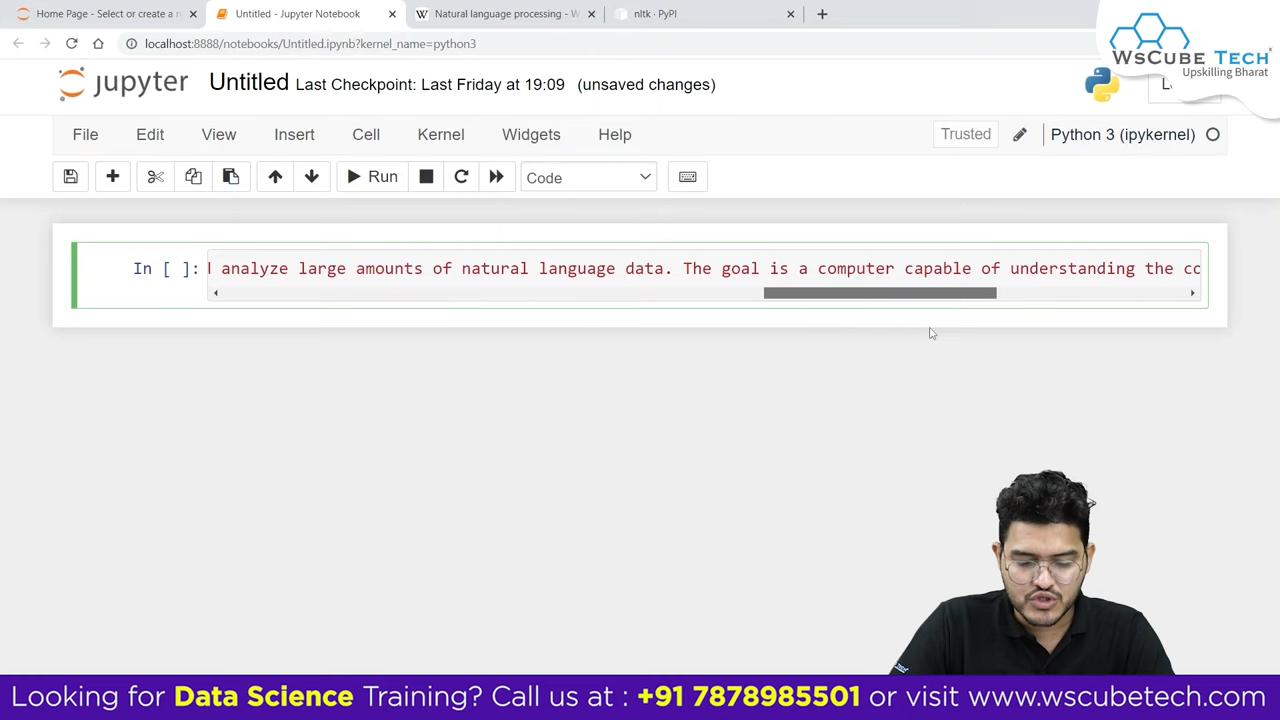 Home Page - Select or create a n
Untitled - Jupyter Notebook
Natural language processing - W
nltk · PyPI
localhost:8888/notebooks/Untitled.ipynb?kernel_name=python3
WsCube Tech
Upskilling Bharat
jupyter Untitled Last Checkpoint: Last Friday at 19:09 (unsaved changes)
File Edit View Insert Cell Kernel Widgets Help Trusted Python 3 (ipykernel)
Run Code
In [ ]: analyze large amounts of natural language data. The goal is a computer capable of understanding the co
Looking for Data Science Training? Call us at : +91 7878985501 or visit www.wscubetech.com